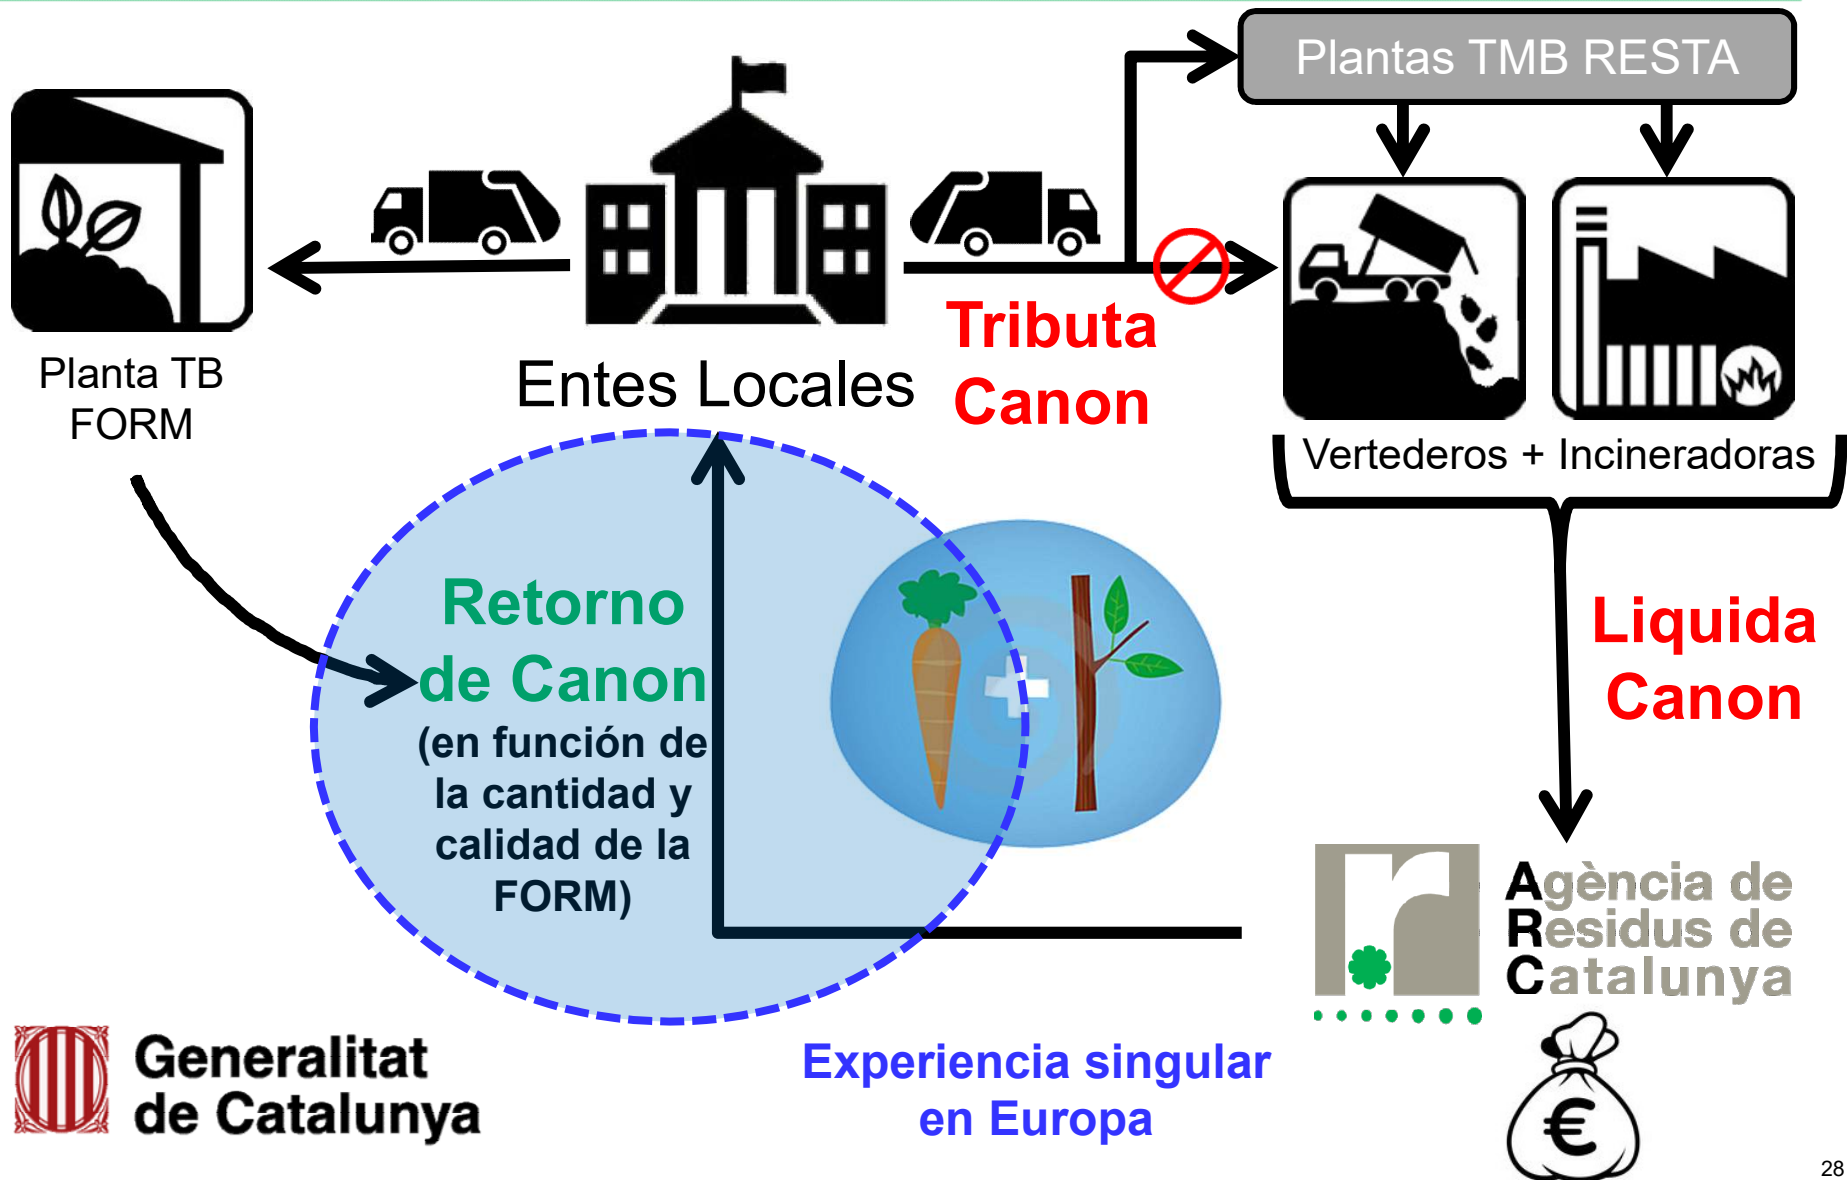 Plantas TMB RESTA
Planta TB
FORM
Entes Locales
Tributa
Canon
Vertederos + Incineradoras
Retorno
de Canon
(en función de
la cantidad y
calidad de la
FORM)
Liquida
Canon
Agència de
Residus de
Catalunya
Generalitat
de Catalunya
Experiencia singular
en Europa
€
28